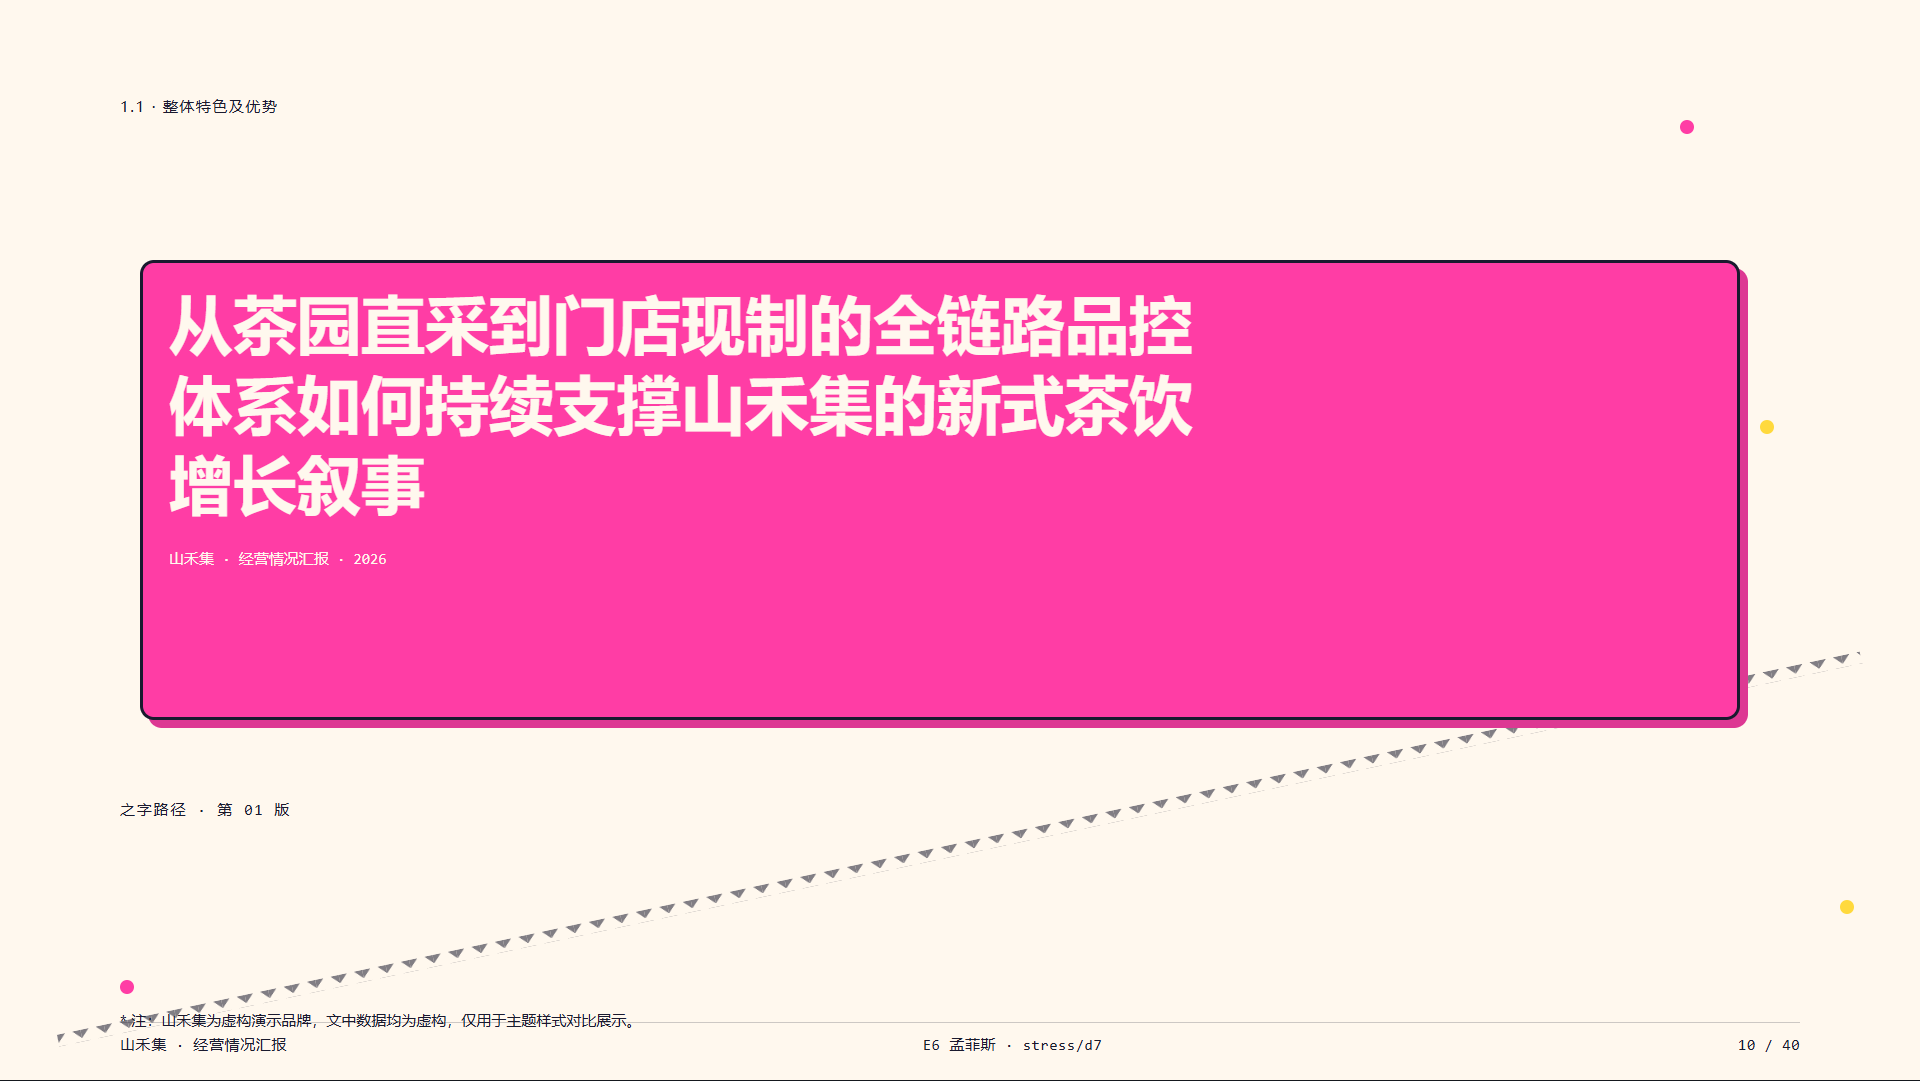 1.1 · 整体特色及优势
从茶园直采到门店现制的全链路品控
体系如何持续支撑山禾集的新式茶饮
增长叙事
山禾集 · 经营情况汇报 · 2026
之字路径 · 第 01 版
* 注：山禾集为虚构演示品牌，文中数据均为虚构，仅用于主题样式对比展示。
山禾集 · 经营情况汇报
E6 孟菲斯 · stress/d7
10 / 40